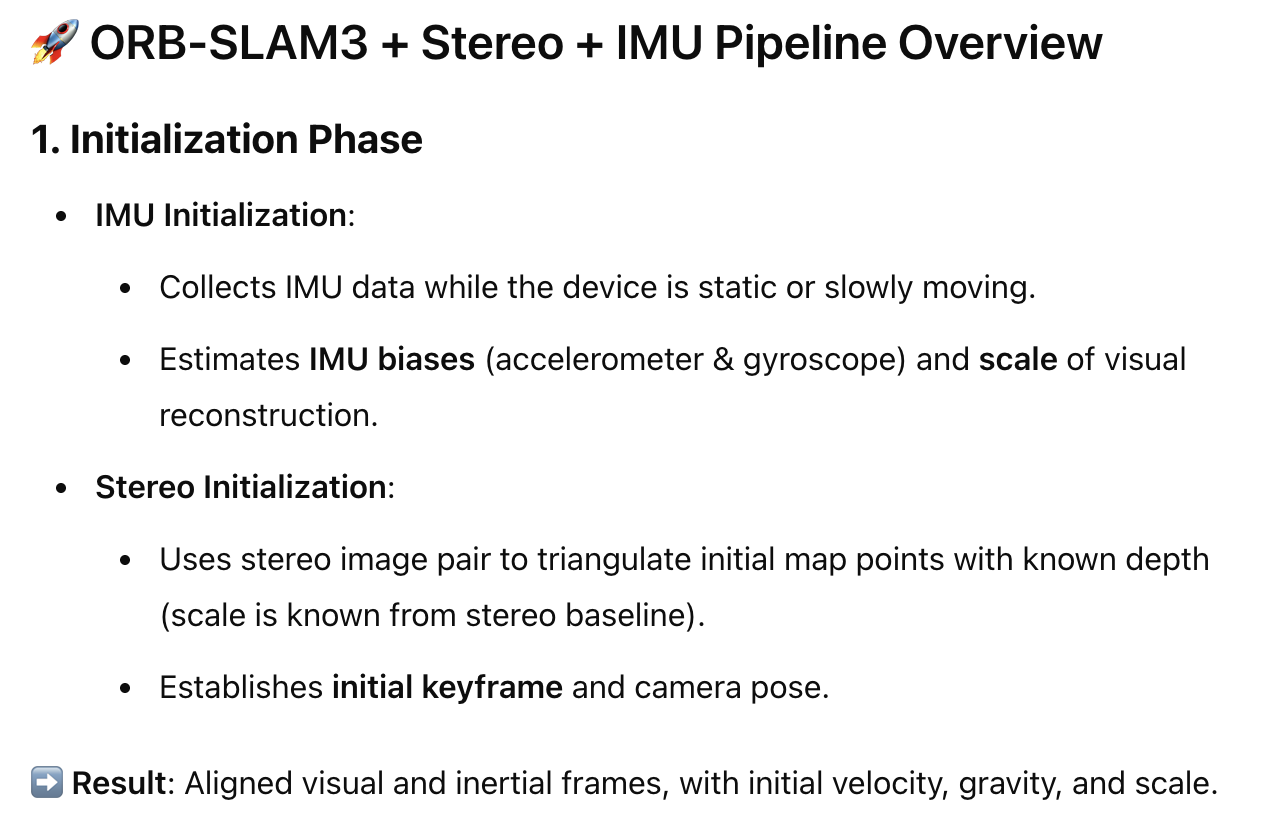 🚀 ORB-SLAM3 + Stereo + IMU Pipeline Overview
1. Initialization Phase
• IMU Initialization:
• Collects IMU data while the device is static or slowly moving.
• Estimates IMU biases (accelerometer & gyroscope) and scale of visual
reconstruction.
• Stereo Initialization:
• Uses stereo image pair to triangulate initial map points with known depth
(scale is known from stereo baseline).
• Establishes initial keyframe and camera pose.
➡️ Result: Aligned visual and inertial frames, with initial velocity, gravity, and scale.